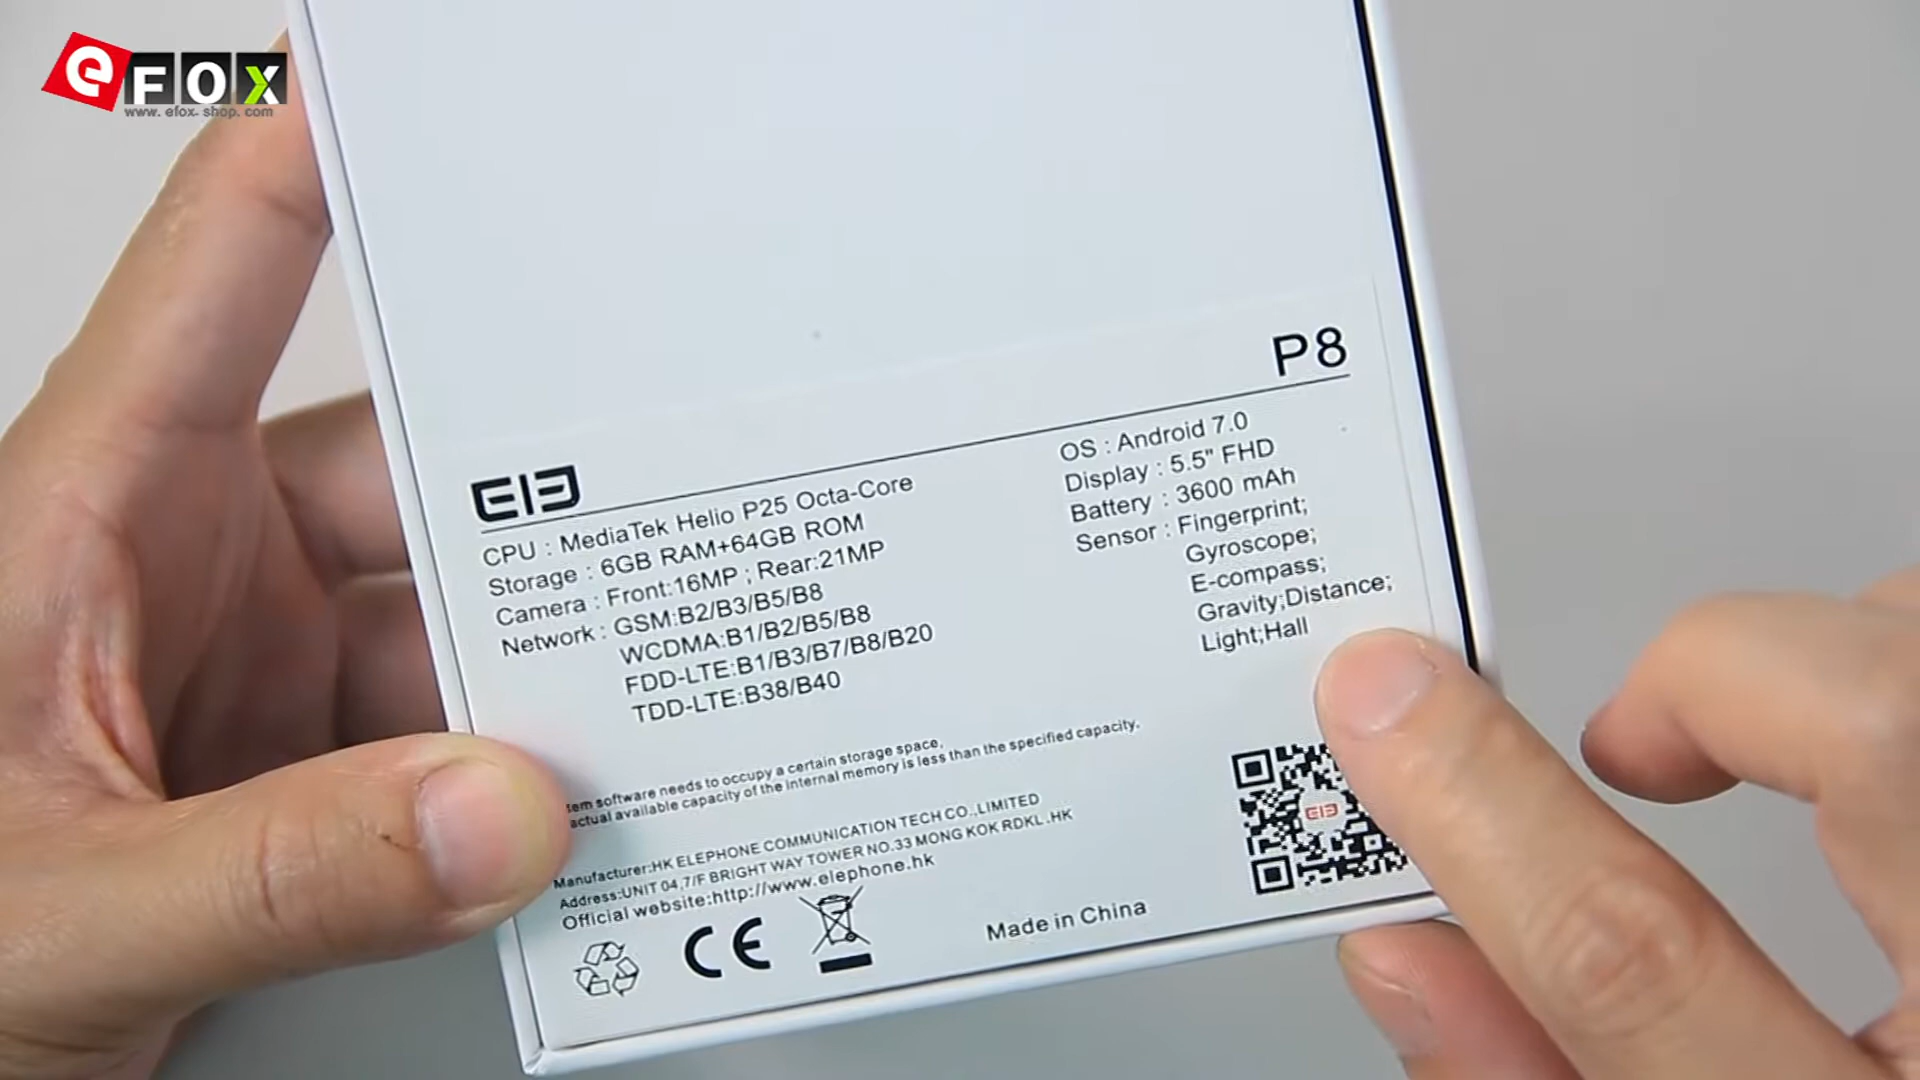 eFOX
www. efox-shop. com
P8
CPU : MediaTek Helio P25 Octa-Core
Storage : 6GB RAM+64GB ROM
Camera : Front:16MP ; Rear:21MP
Network : GSM:B2/B3/B5/B8
WCDMA:B1/B2/B5/B8
FDD-LTE:B1/B3/B7/B8/B20
TDD-LTE:B38/B40
OS : Android 7.0
Display : 5.5" FHD
Battery : 3600 mAh
Sensor : Fingerprint;
Gyroscope;
E-compass;
Gravity;Distance;
Light;Hall
software needs to occupy a certain storage space,
actual available capacity of the internal memory is less than the specified capacity.
Manufacturer:HK ELEPHONE COMMUNICATION TECH CO.,LIMITED
Address:UNIT 04,7/F BRIGHT WAY TOWER NO.33 MONG KOK RDKL .HK
Official website:http://www.elephone.hk
CE
Made in China